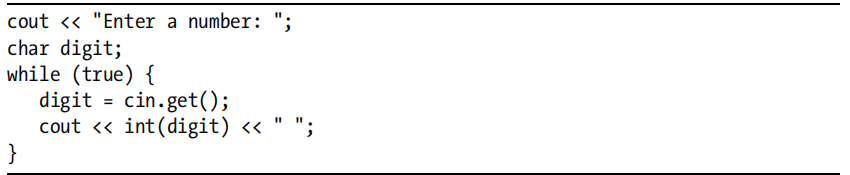 cout << "Enter a number: ";
char digit;
while (true) {
   digit = cin.get();
   cout << int(digit) << " ";
}